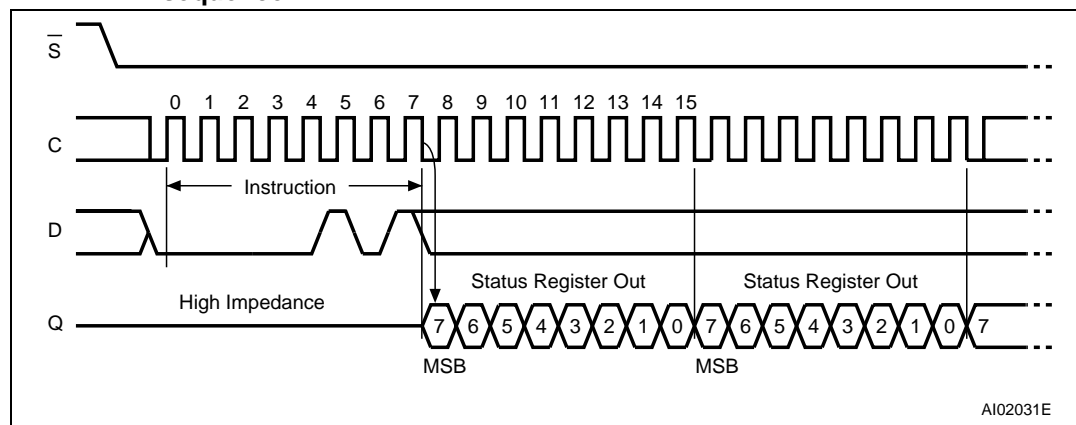 S
0 1 2 3 4 5 6 7 8 9 10 11 12 13 14 15
C
Instruction
D
Status Register Out Status Register Out
High Impedance
Q 7 6 5 4 3 2 1 0 7 6 5 4 3 2 1 0 7
MSB MSB
AI02031E